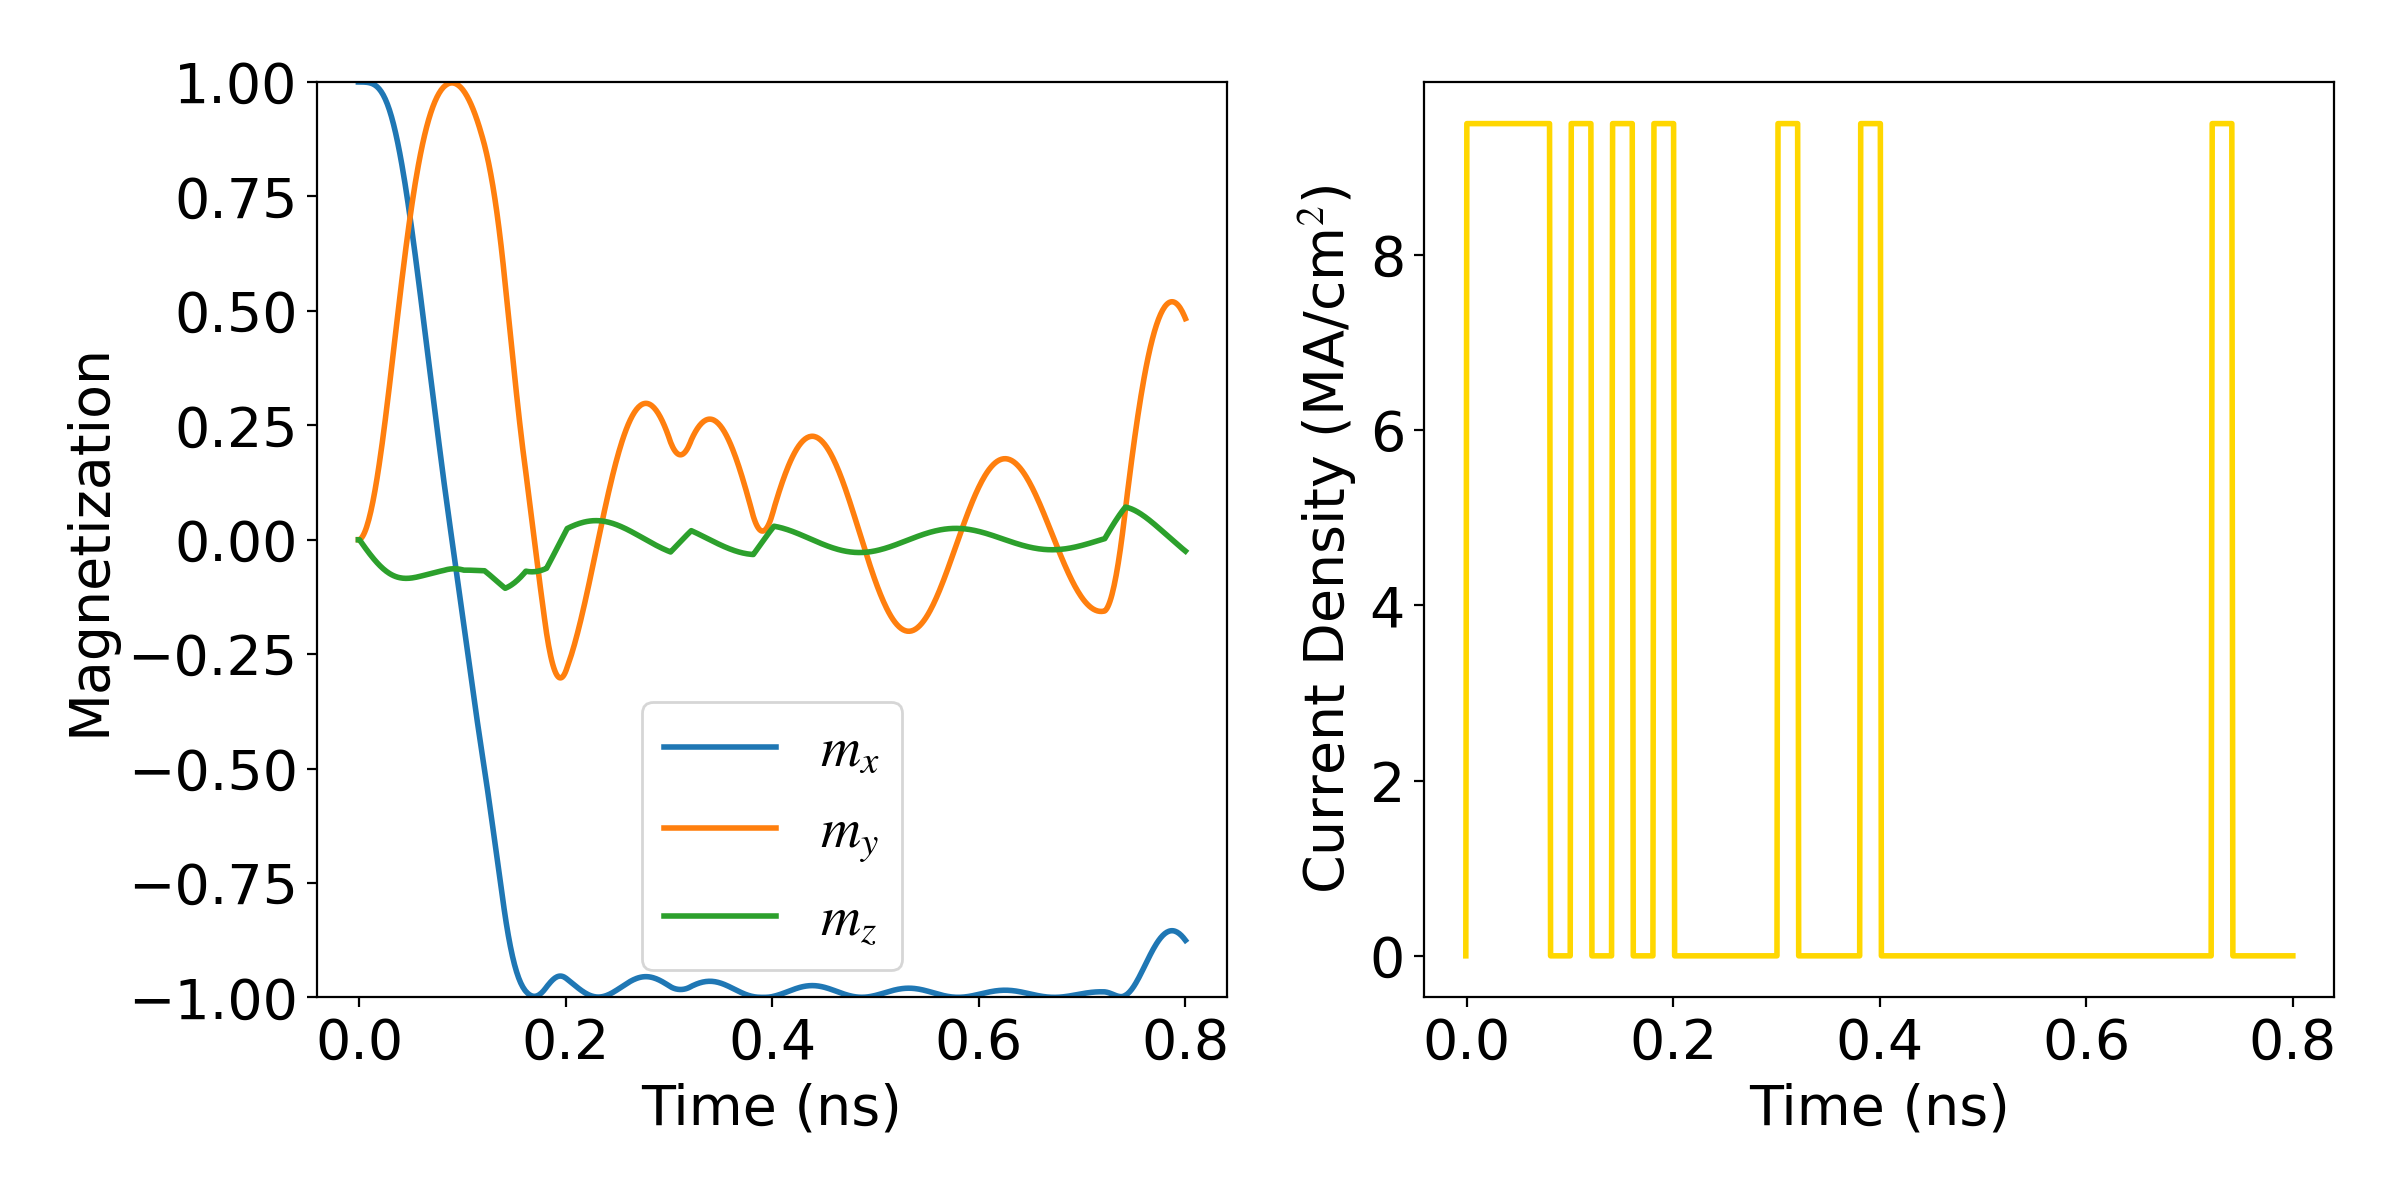 1.00
0.75
0.50
0.25
0.00
−0.25
−0.50
−0.75
−1.00
Magnetization
0.0 0.2 0.4 0.6 0.8
Time (ns)
m_x
m_y
m_z
8
6
4
2
0
Current Density (MA/cm²)
0.0 0.2 0.4 0.6 0.8
Time (ns)